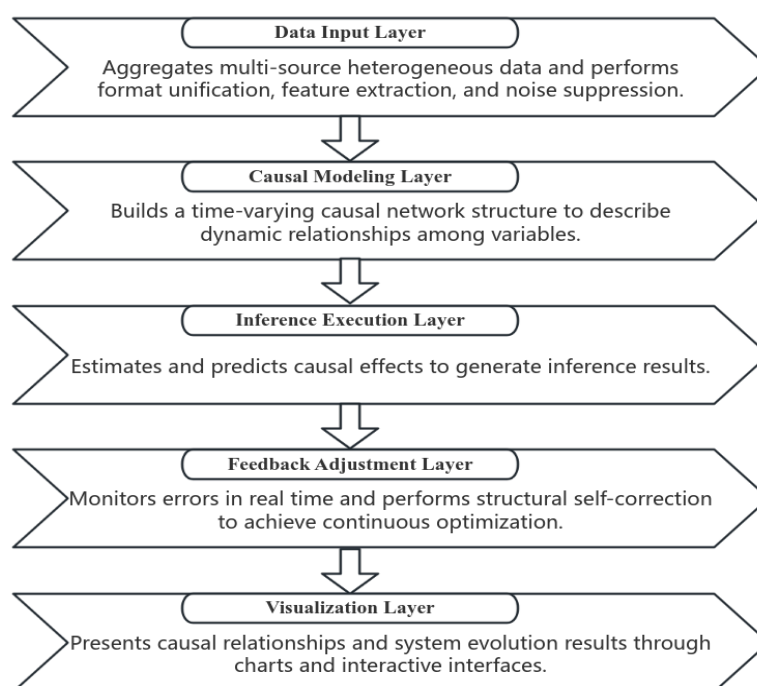 Data Input Layer
Aggregates multi-source heterogeneous data and performs
format unification, feature extraction, and noise suppression.
Causal Modeling Layer
Builds a time-varying causal network structure to describe
dynamic relationships among variables.
Inference Execution Layer
Estimates and predicts causal effects to generate inference results.
Feedback Adjustment Layer
Monitors errors in real time and performs structural self-correction
to achieve continuous optimization.
Visualization Layer
Presents causal relationships and system evolution results through
charts and interactive interfaces.